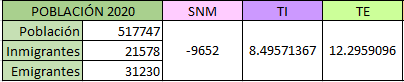 POBLACIÓN 2020 SNM TI TE
Población 517747
Inmigrantes 21578 -9652 8.49571367 12.2959096
Emigrantes 31230